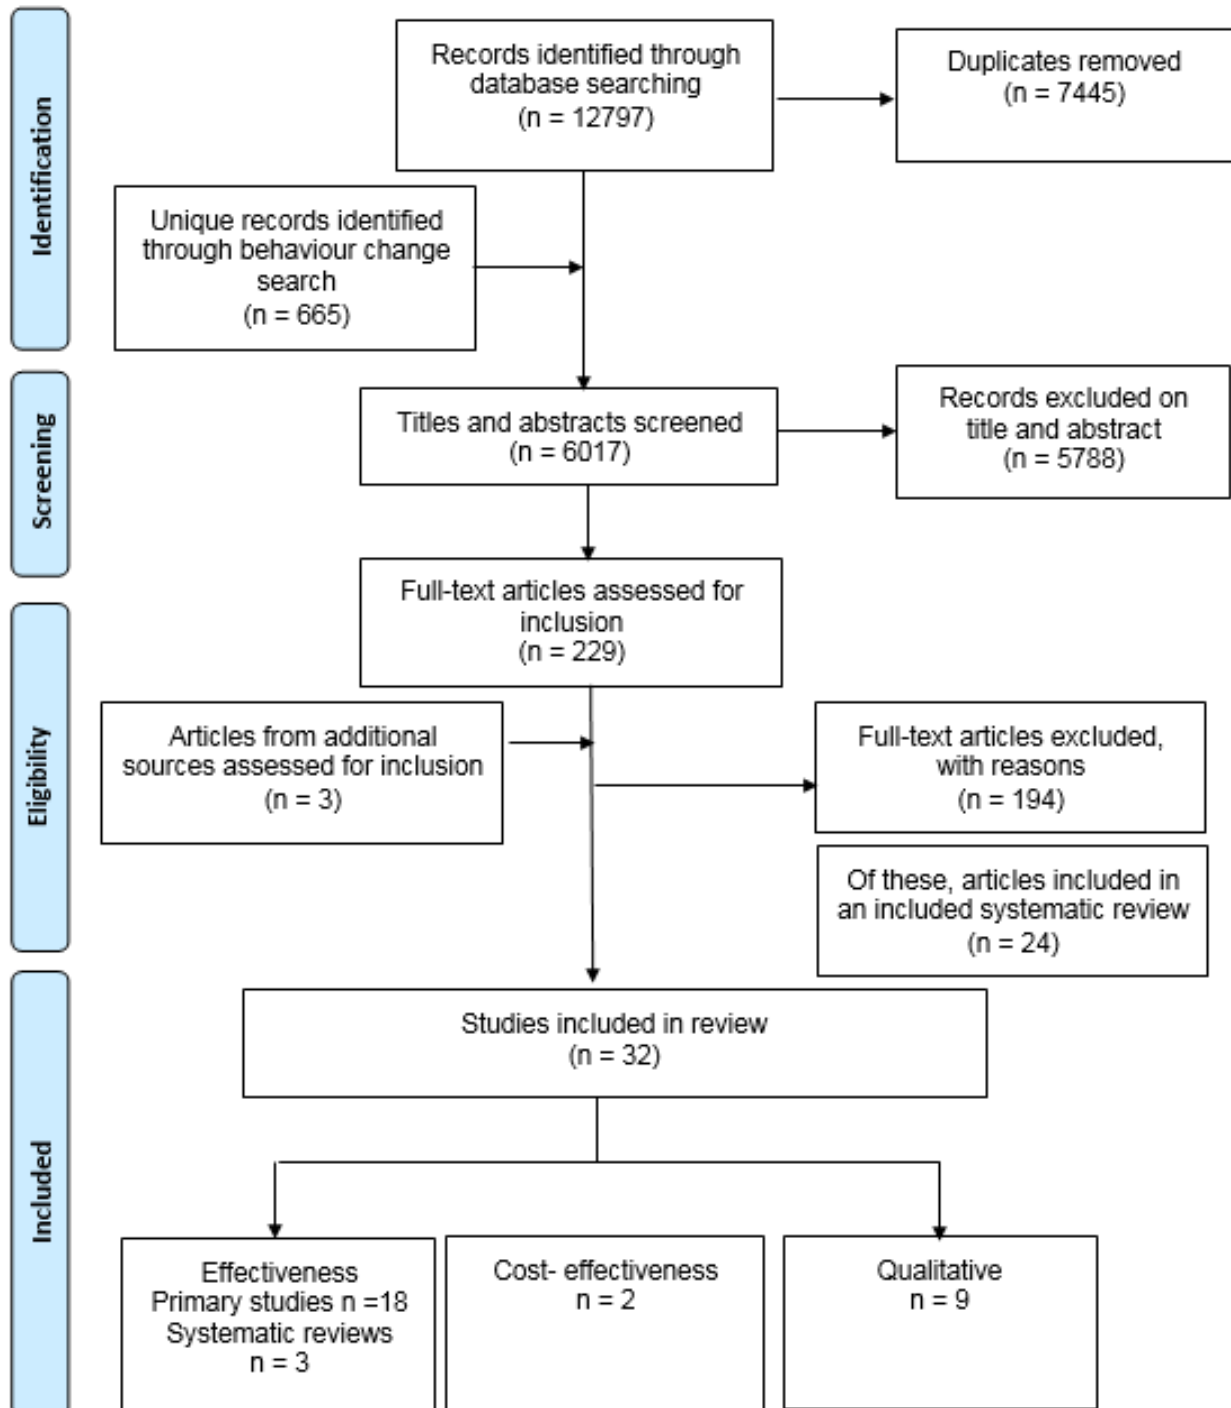 Identification
Records identified through
database searching
(n = 12797)
Duplicates removed
(n = 7445)
Unique records identified
through behaviour change
search
(n = 665)
Screening
Titles and abstracts screened
(n = 6017)
Records excluded on
title and abstract
(n = 5788)
Eligibility
Full-text articles assessed for
inclusion
(n = 229)
Articles from additional
sources assessed for inclusion
(n = 3)
Full-text articles excluded,
with reasons
(n = 194)
Of these, articles included in
an included systematic review
(n = 24)
Included
Studies included in review
(n = 32)
Effectiveness
Primary studies n =18
Systematic reviews
n = 3
Cost- effectiveness
n = 2
Qualitative
n = 9